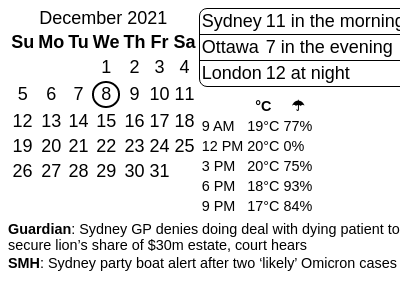 December 2021
Su Mo Tu We Th Fr Sa
1 2 3 4
5 6 7 8 9 10 11
12 13 14 15 16 17 18
19 20 21 22 23 24 25
26 27 28 29 30 31
Sydney 11 in the morning
Ottawa 7 in the evening
London 12 at night
°C ☂
9 AM 19°C 77%
12 PM 20°C 0%
3 PM 20°C 75%
6 PM 18°C 93%
9 PM 17°C 84%
Guardian: Sydney GP denies doing deal with dying patient to
secure lion’s share of $30m estate, court hears
SMH: Sydney party boat alert after two ‘likely’ Omicron cases